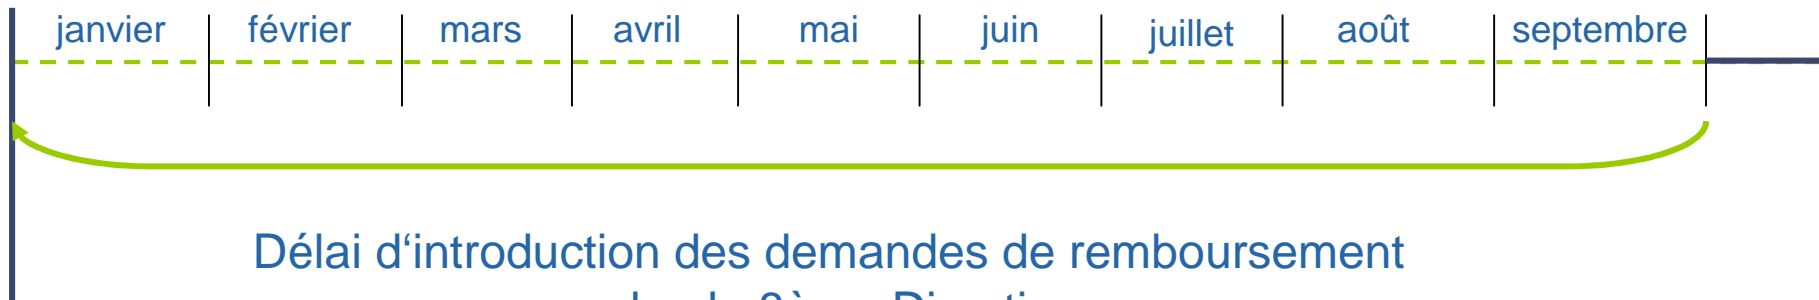 janvier février mars avril mai juin juillet août septembre
Délai d‘introduction des demandes de remboursement